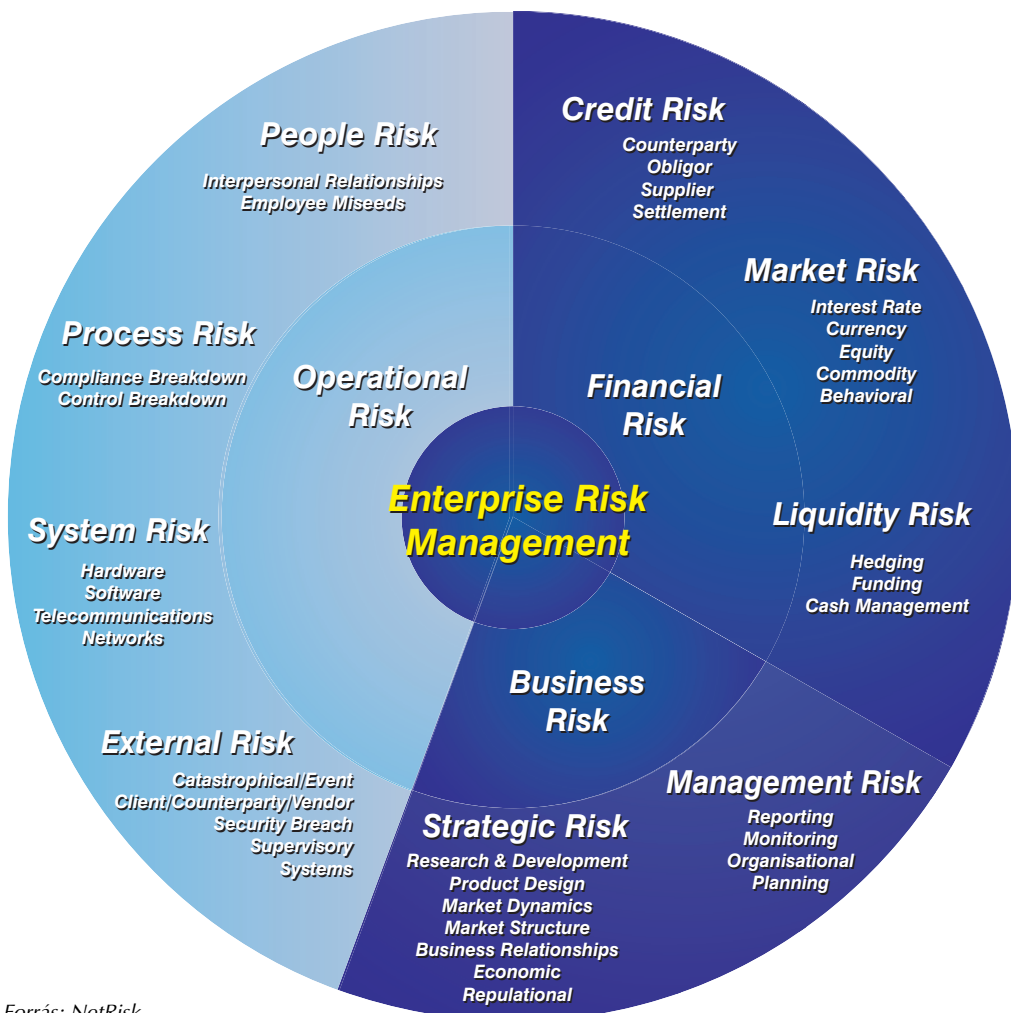 Credit Risk
Counterparty
Obligor
Supplier
Settlement
Market Risk
Interest Rate
Currency
Equity
Commodity
Behavioral
Liquidity Risk
Hedging
Funding
Cash Management
Financial
Risk
People Risk
Interpersonal Relationships
Employee Miseeds
Process Risk
Compliance Breakdown
Control Breakdown
System Risk
Hardware
Software
Telecommunications
Networks
External Risk
Catastrophical/Event
Client/Counterparty/Vendor
Security Breach
Supervisory
Systems
Operational
Risk
Enterprise Risk
Management
Business
Risk
Management Risk
Reporting
Monitoring
Organisational
Planning
Strategic Risk
Research & Development
Product Design
Market Dynamics
Market Structure
Business Relationships
Economic
Repulational
Forrás: NetRisk